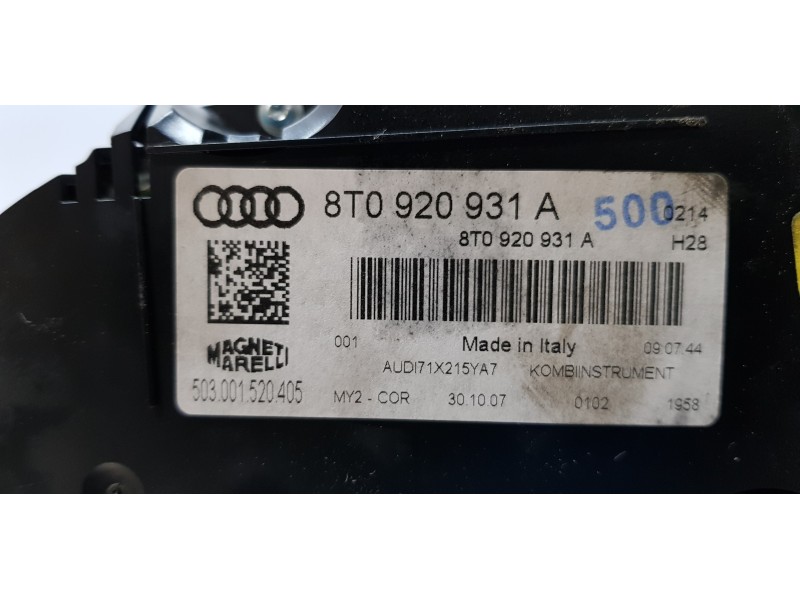 8T0 920 931 A 500 0214
8T0 920 931 A H28
MAGNETI
MARELLI
503.001.520.405
001 Made in Italy 09:07:44
AUDI71X215YA7 KOMBIINSTRUMENT
MY2 - COR 30.10.07 0102 1958